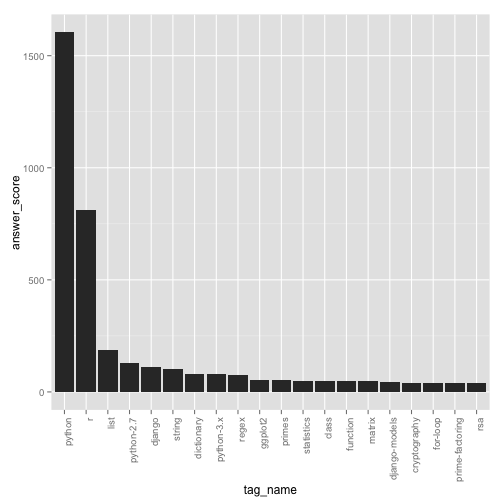 answer_score
1500
1000
500
0
python
r
list
python-2.7
django
string
dictionary
python-3.x
regex
ggplot2
primes
statistics
class
function
matrix
django-models
cryptography
for-loop
prime-factoring
rsa
tag_name